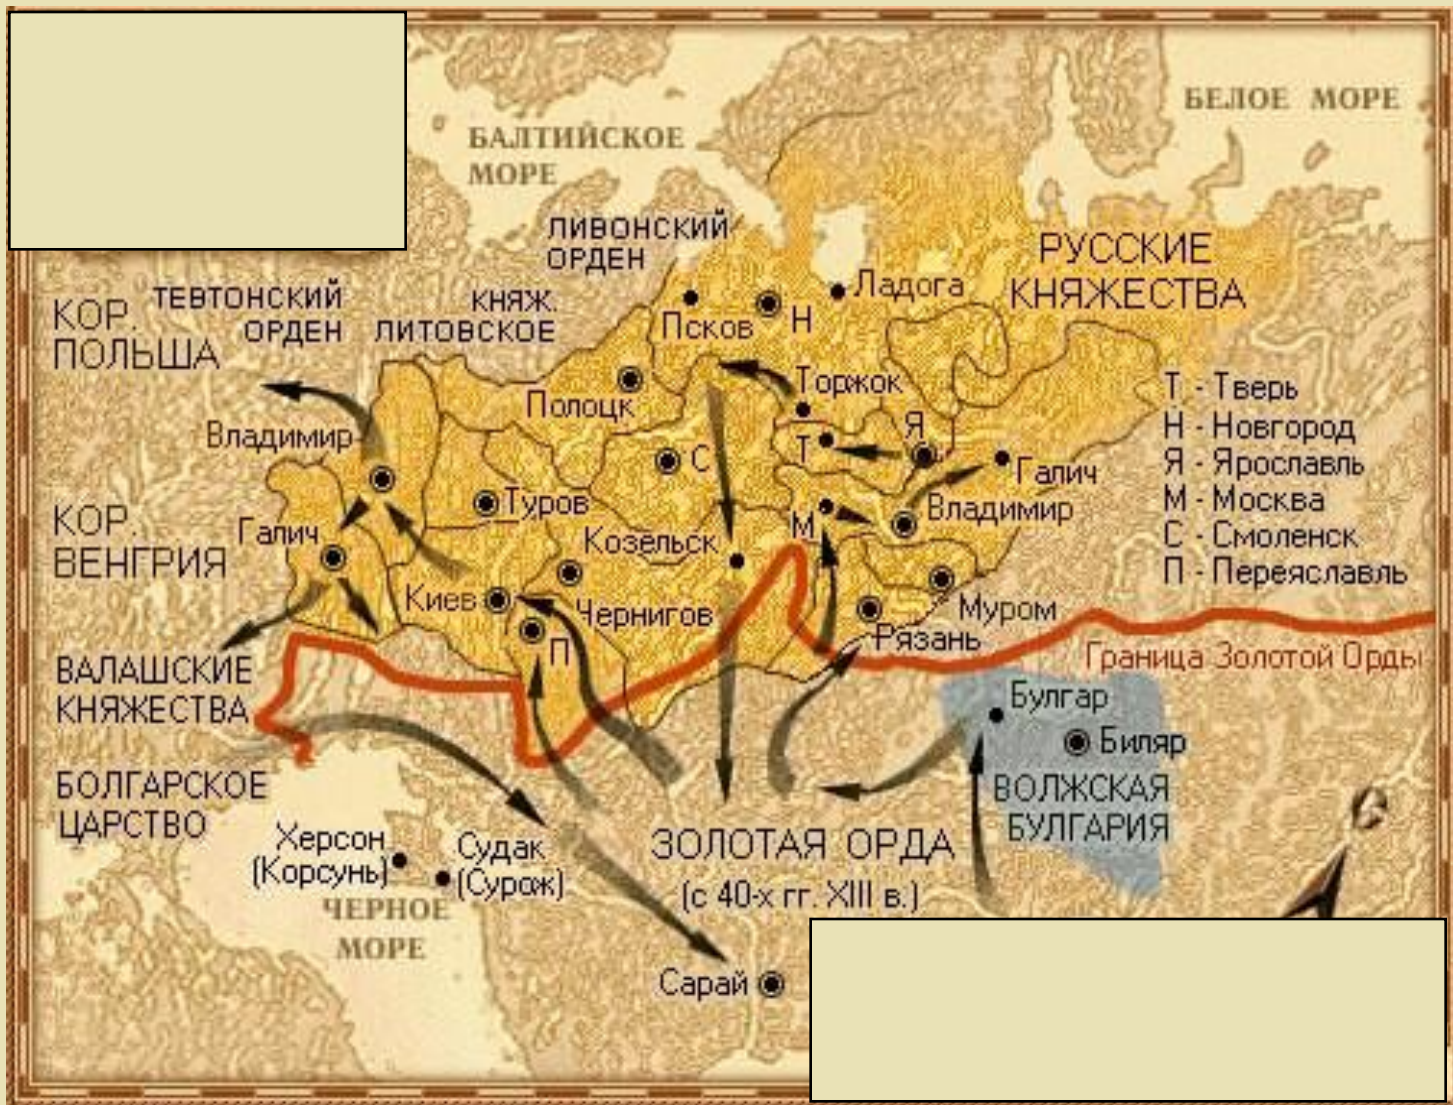 БЕЛОЕ МОРЕ
БАЛТИЙСКОЕ
МОРЕ
ЛИВОНСКИЙ
ОРДЕН
РУССКИЕ
КНЯЖЕСТВА
КОР.
ПОЛЬША
ТЕВТОНСКИЙ
ОРДЕН
КНЯЖ.
ЛИТОВСКОЕ
Псков
Н
Ладога
Полоцк
Торжок
Т
Я
Галич
Владимир
С
Туров
Т - Тверь
Н - Новгород
Я - Ярославль
М - Москва
С - Смоленск
П - Переяславль
КОР.
ВЕНГРИЯ
Галич
Козельск
М
Владимир
Киев
Чернигов
П
Муром
Рязань
Граница Золотой Орды
ВАЛАШСКИЕ
КНЯЖЕСТВА
Булгар
Биляр
ВОЛЖСКАЯ
БУЛГАРИЯ
БОЛГАРСКОЕ
ЦАРСТВО
Херсон
(Корсунь)
Судак
(Сурож)
ЗОЛОТАЯ ОРДА
(с 40-х гг. XIII в.)
ЧЕРНОЕ
МОРЕ
Сарай
С